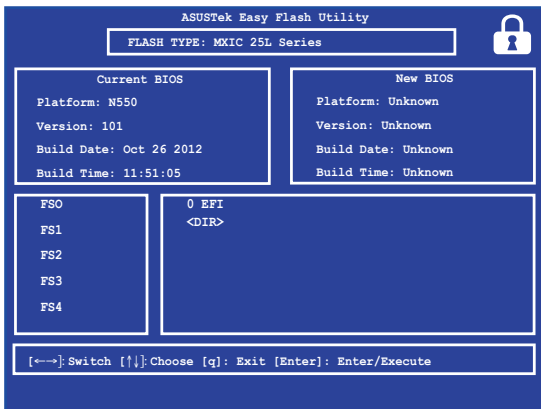 ASUSTek Easy Flash Utility
FLASH TYPE: MXIC 25L Series
Current BIOS
Platform: N550
Version: 101
Build Date: Oct 26 2012
Build Time: 11:51:05
New BIOS
Platform: Unknown
Version: Unknown
Build Date: Unknown
Build Time: Unknown
FSO
FS1
FS2
FS3
FS4
0 EFI
<DIR>
[←→]: Switch [↑↓]: Choose [q]: Exit [Enter]: Enter/Execute